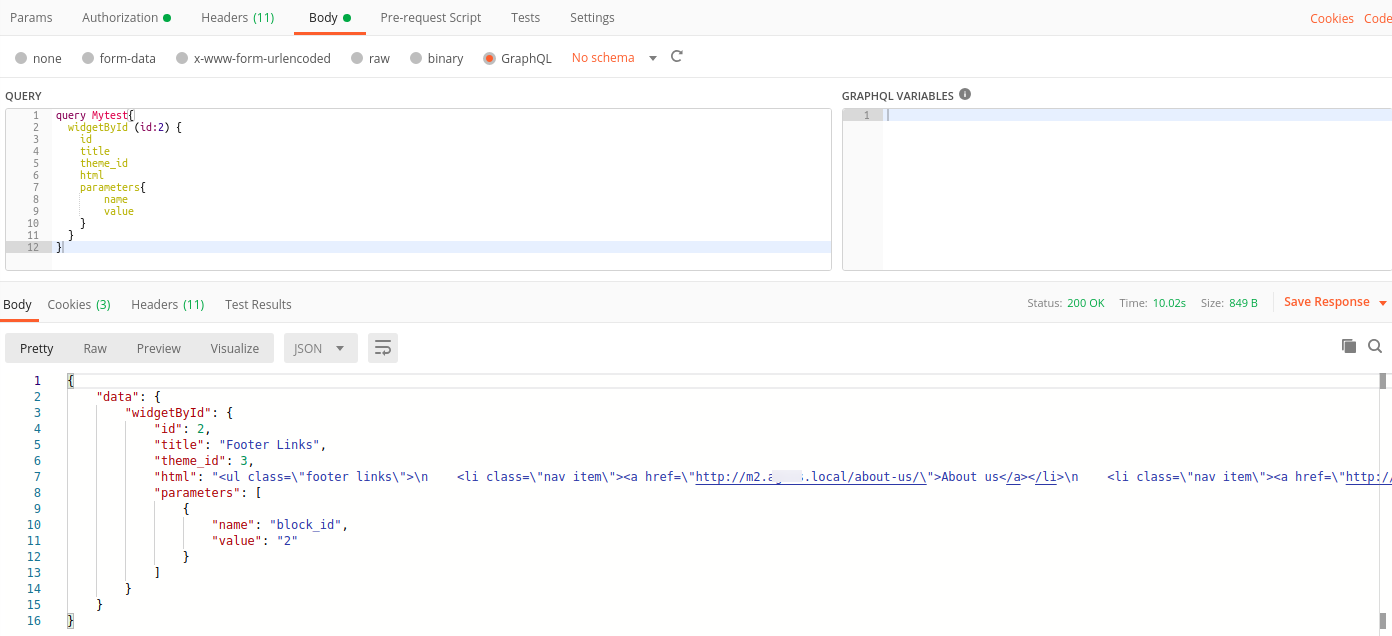 Params Authorization Headers (11) Body Pre-request Script Tests Settings Cookies Code
none form-data x-www-form-urlencoded raw binary GraphQL No schema
QUERY
GRAPHQL VARIABLES
1 query Mytest{
2 widgetById (id:2) {
3 id
4 title
5 theme_id
6 html
7 parameters{
8 name
9 value
10 }
11 }
12 }
1
Body Cookies (3) Headers (11) Test Results Status: 200 OK Time: 10.02s Size: 849 B Save Response
Pretty Raw Preview Visualize JSON
1 {
2 "data": {
3 "widgetById": {
4 "id": 2,
5 "title": "Footer Links",
6 "theme_id": 3,
7 "html": "<ul class=\"footer links\">\n    <li class=\"nav item\"><a href=\"http://m2. .local/about-us/\">About us</a></li>\n    <li class=\"nav item\"><a href=\"http:/
8 "parameters": [
9 {
10 "name": "block_id",
11 "value": "2"
12 }
13 ]
14 }
15 }
16 }